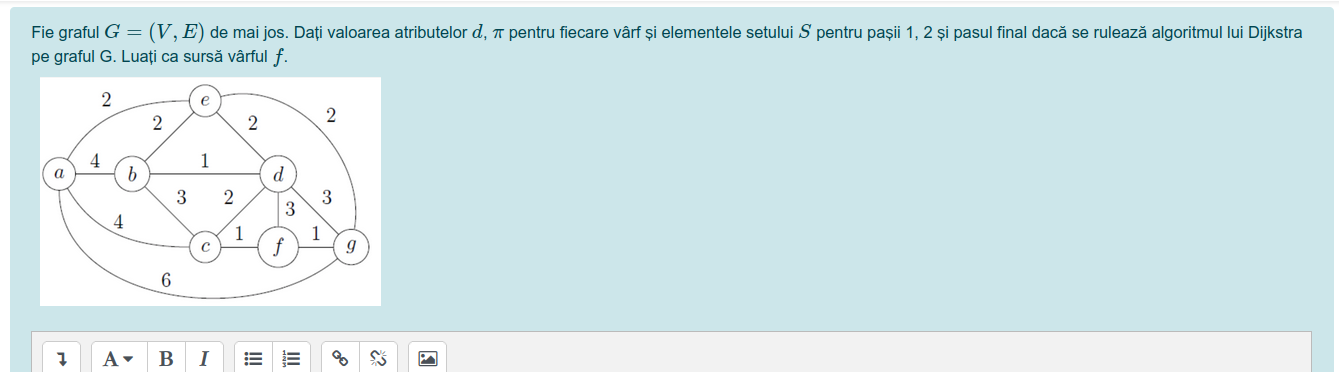 Fie graful G = (V, E) de mai jos. Dați valoarea atributelor d, π pentru fiecare vârf și elementele setului S pentru pașii 1, 2 și pasul final dacă se rulează algoritmul lui Dijkstra
pe graful G. Luați ca sursă vârful f.
2 e
2 2 2
4 1
a b d
3 2 3 3
4 1 1
c f g
6
A B I